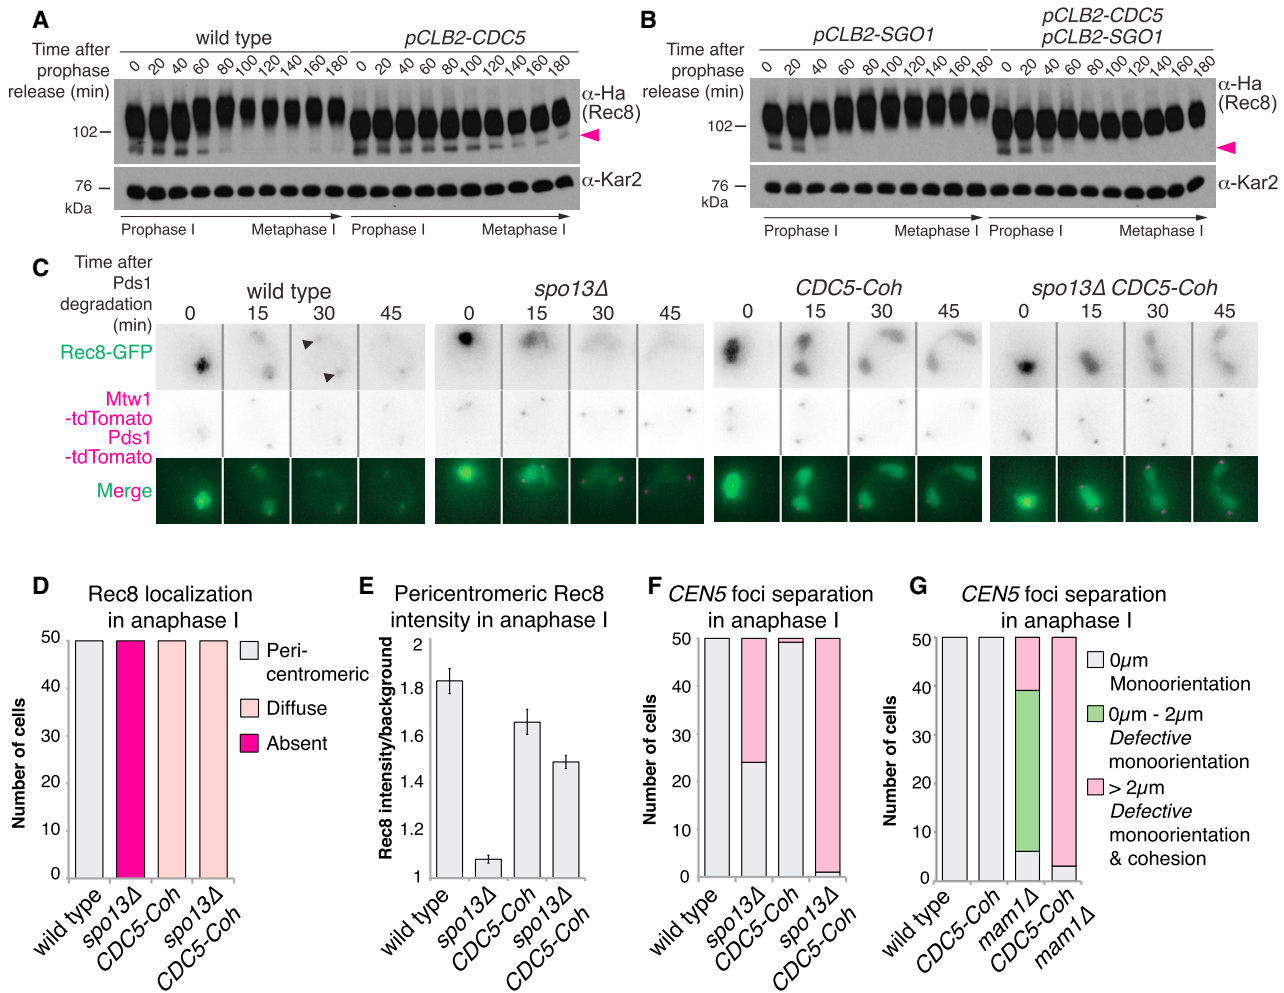 A
wild type
pCLB2-CDC5
Time after
prophase
release (min)
0 20 40 60 80 100 120 140 160 180 0 20 40 60 80 100 120 140 160 180
α-Ha
(Rec8)
102
76
kDa
α-Kar2
Prophase I Metaphase I Prophase I Metaphase I
B
pCLB2-SGO1
pCLB2-CDC5
pCLB2-SGO1
Time after
prophase
release (min)
0 20 40 60 80 100 120 140 160 180 0 20 40 60 80 100 120 140 160 180
α-Ha
(Rec8)
102
76
kDa
α-Kar2
Prophase I Metaphase I Prophase I Metaphase I
C
Time after
Pds1
degradation
(min)
wild type
spo13Δ
CDC5-Coh
spo13Δ CDC5-Coh
0 15 30 45 0 15 30 45 0 15 30 45 0 15 30 45
Rec8-GFP
Mtw1
-tdTomato
Pds1
-tdTomato
Merge
D
Rec8 localization
in anaphase I
Number of cells
50
40
30
20
10
0
wild type
spo13Δ
CDC5-Coh
spo13Δ
CDC5-Coh
Peri-
centromeric
Diffuse
Absent
E
Pericentromeric Rec8
intensity in anaphase I
Rec8 intensity/background
2
1.8
1.6
1.4
1.2
1
wild type
spo13Δ
CDC5-Coh
spo13Δ
CDC5-Coh
F
CEN5 foci separation
in anaphase I
Number of cells
50
40
30
20
10
0
wild type
spo13Δ
CDC5-Coh
spo13Δ
CDC5-Coh
G
CEN5 foci separation
in anaphase I
Number of cells
50
40
30
20
10
0
wild type
CDC5-Coh
mam1Δ
CDC5-Coh
mam1Δ
0µm
Monoorientation
0µm - 2µm
Defective
monoorientation
> 2µm
Defective
monoorientation
& cohesion